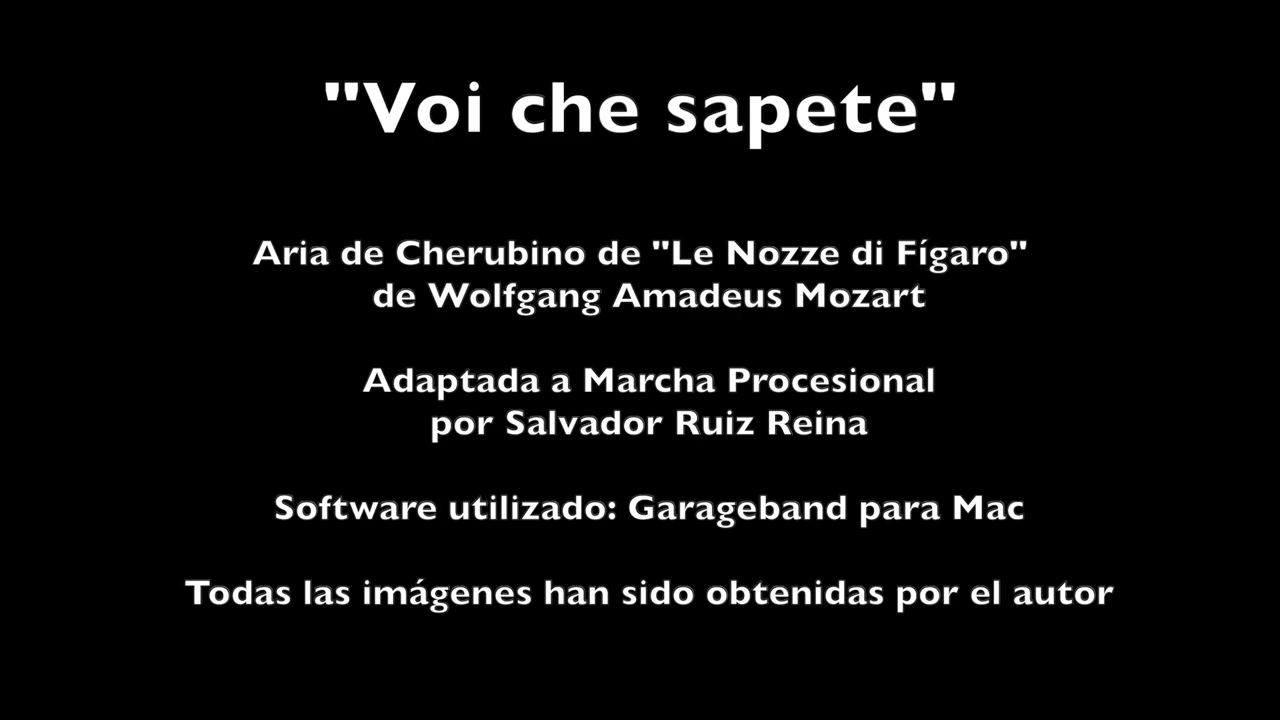 "Voi che sapete"
Aria de Cherubino de "Le Nozze di Fígaro"
de Wolfgang Amadeus Mozart
Adaptada a Marcha Procesional
por Salvador Ruiz Reina
Software utilizado: Garageband para Mac
Todas las imágenes han sido obtenidas por el autor